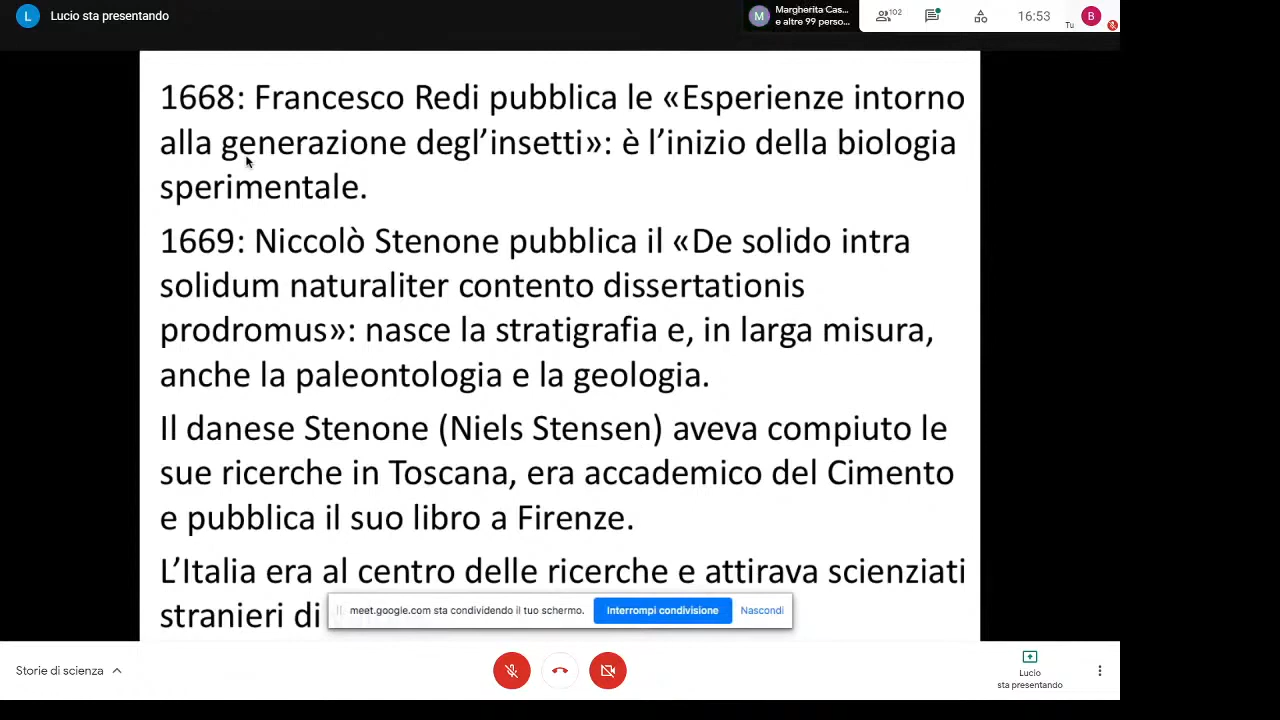 L Lucio sta presentando
M Margherita Cas...
e altre 99 perso...
102
16:53
Tu
B
1668: Francesco Redi pubblica le «Esperienze intorno
alla generazione degl’insetti»: è l’inizio della biologia
sperimentale.
1669: Niccolò Stenone pubblica il «De solido intra
solidum naturaliter contento dissertationis
prodromus»: nasce la stratigrafia e, in larga misura,
anche la paleontologia e la geologia.
Il danese Stenone (Niels Stensen) aveva compiuto le
sue ricerche in Toscana, era accademico del Cimento
e pubblica il suo libro a Firenze.
L’Italia era al centro delle ricerche e attirava scienziati
stranieri di
meet.google.com sta condividendo il tuo schermo. Interrompi condivisione Nascondi
Storie di scienza
Lucio
sta presentando